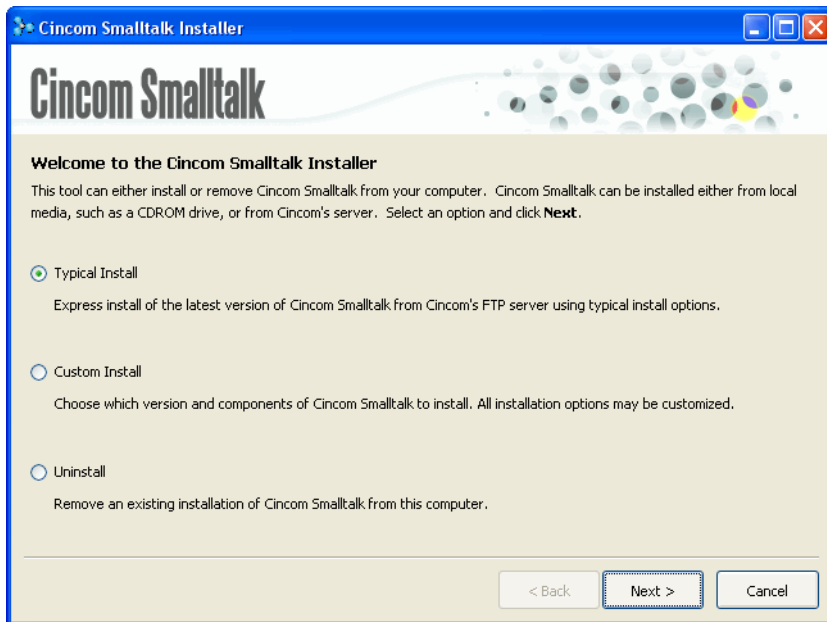 Cincom Smalltalk Installer
Cincom Smalltalk
Welcome to the Cincom Smalltalk Installer
This tool can either install or remove Cincom Smalltalk from your computer.  Cincom Smalltalk can be installed either from local
media, such as a CDROM drive, or from Cincom's server.  Select an option and click Next.
Typical Install
Express install of the latest version of Cincom Smalltalk from Cincom's FTP server using typical install options.
Custom Install
Choose which version and components of Cincom Smalltalk to install. All installation options may be customized.
Uninstall
Remove an existing installation of Cincom Smalltalk from this computer.
< Back Next > Cancel